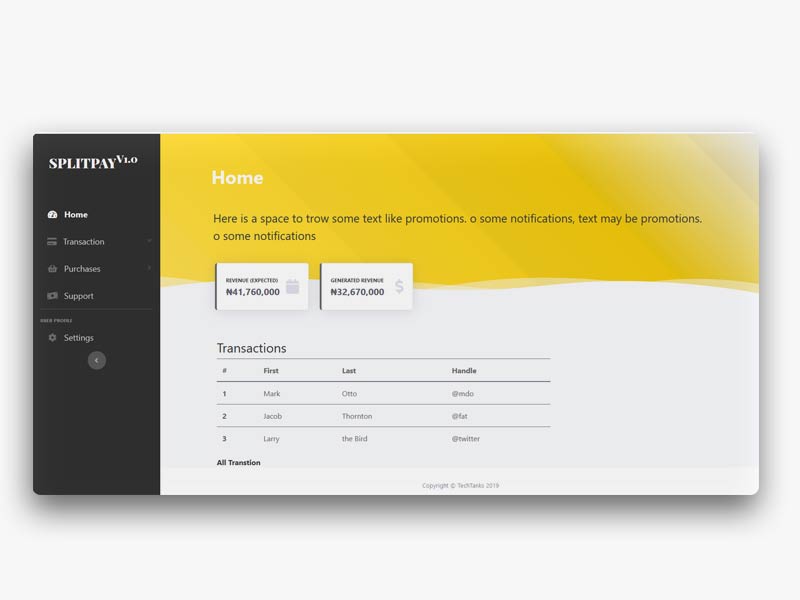 SPLITPAY V1.0
Home
Transaction
Purchases
Support
USER PROFILE
Settings
Home
Here is a space to trow some text like promotions. o some notifications, text may be promotions.
o some notifications
REVENUE (EXPECTED)
₦41,760,000
GENERATED REVENUE
₦32,670,000
Transactions
# First Last Handle
1 Mark Otto @mdo
2 Jacob Thornton @fat
3 Larry the Bird @twitter
All Transtion
Copyright © TechTanks 2019